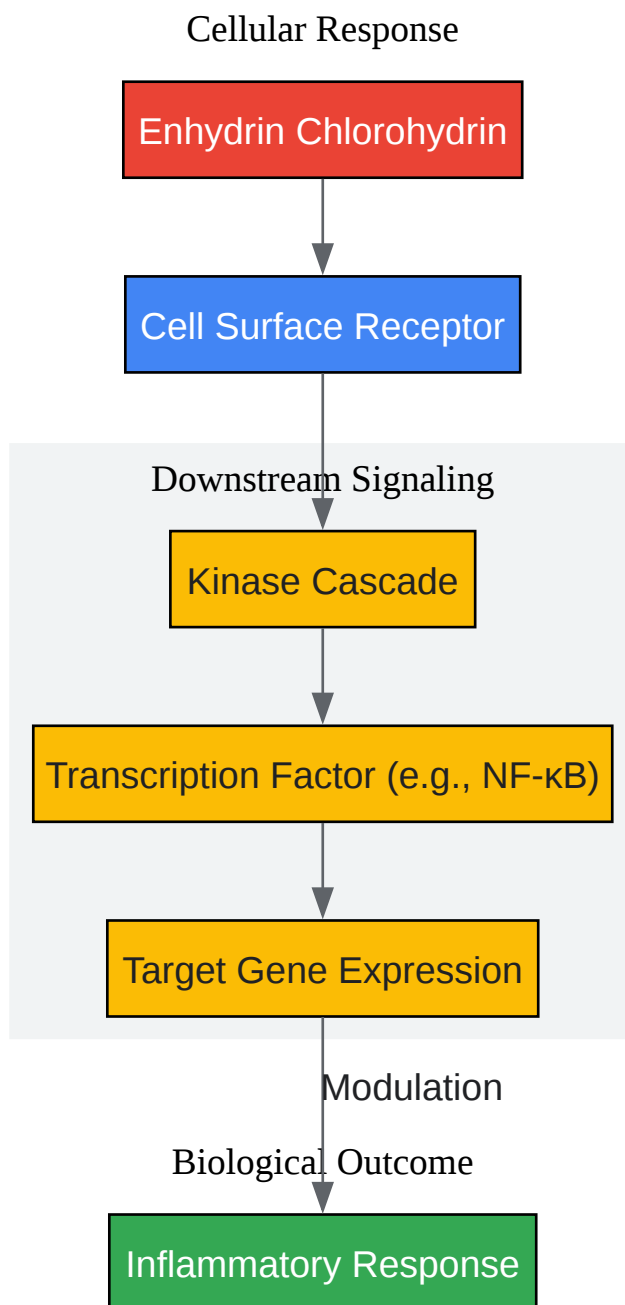 Cellular Response
Enhydrin Chlorohydrin
Cell Surface Receptor
Downstream Signaling
Kinase Cascade
Transcription Factor (e.g., NF-κB)
Target Gene Expression
Modulation
Biological Outcome
Inflammatory Response